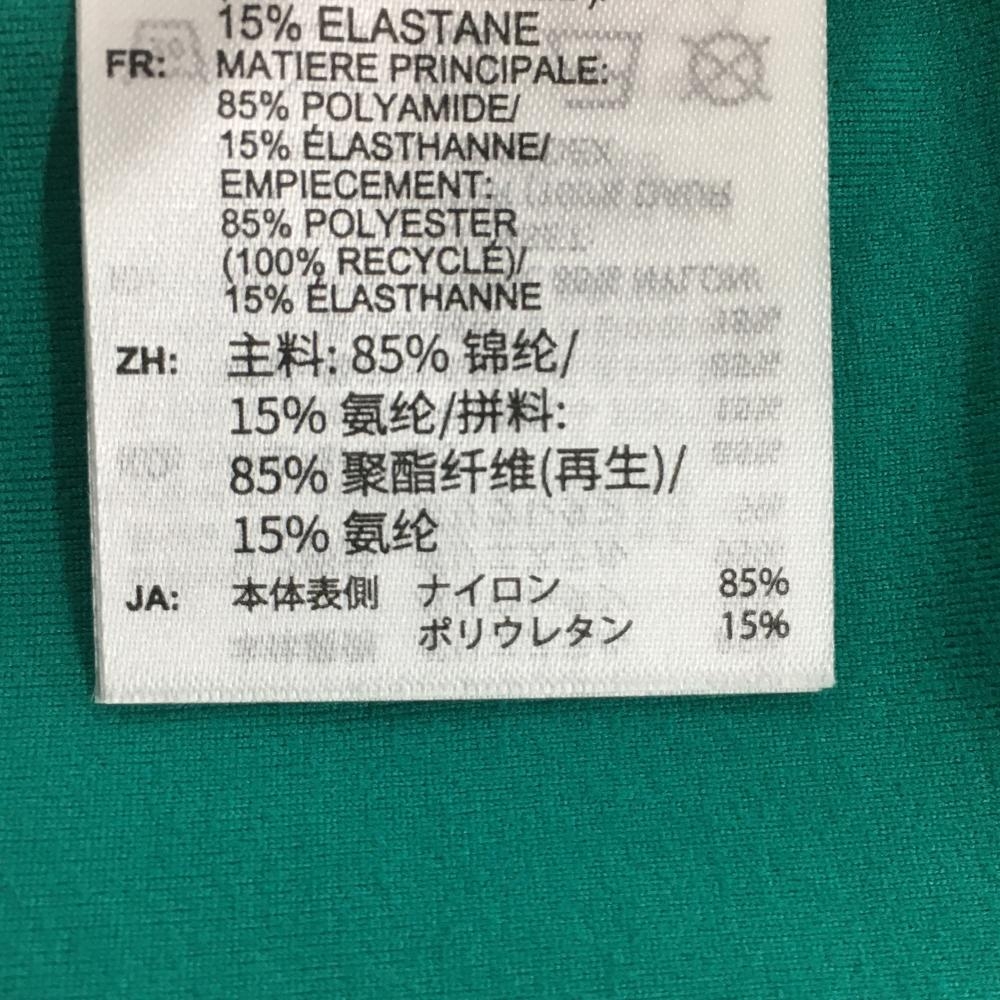 15% ELASTANE
FR: MATIERE PRINCIPALE:
85% POLYAMIDE/
15% ÉLASTHANNE/
EMPIECEMENT:
85% POLYESTER
(100% RECYCLÉ)/
15% ÉLASTHANNE
ZH: 主料: 85% 锦纶/
15% 氨纶/拼料:
85% 聚酯纤维(再生)/
15% 氨纶
JA: 本体表側 ナイロン 85%
ポリウレタン 15%